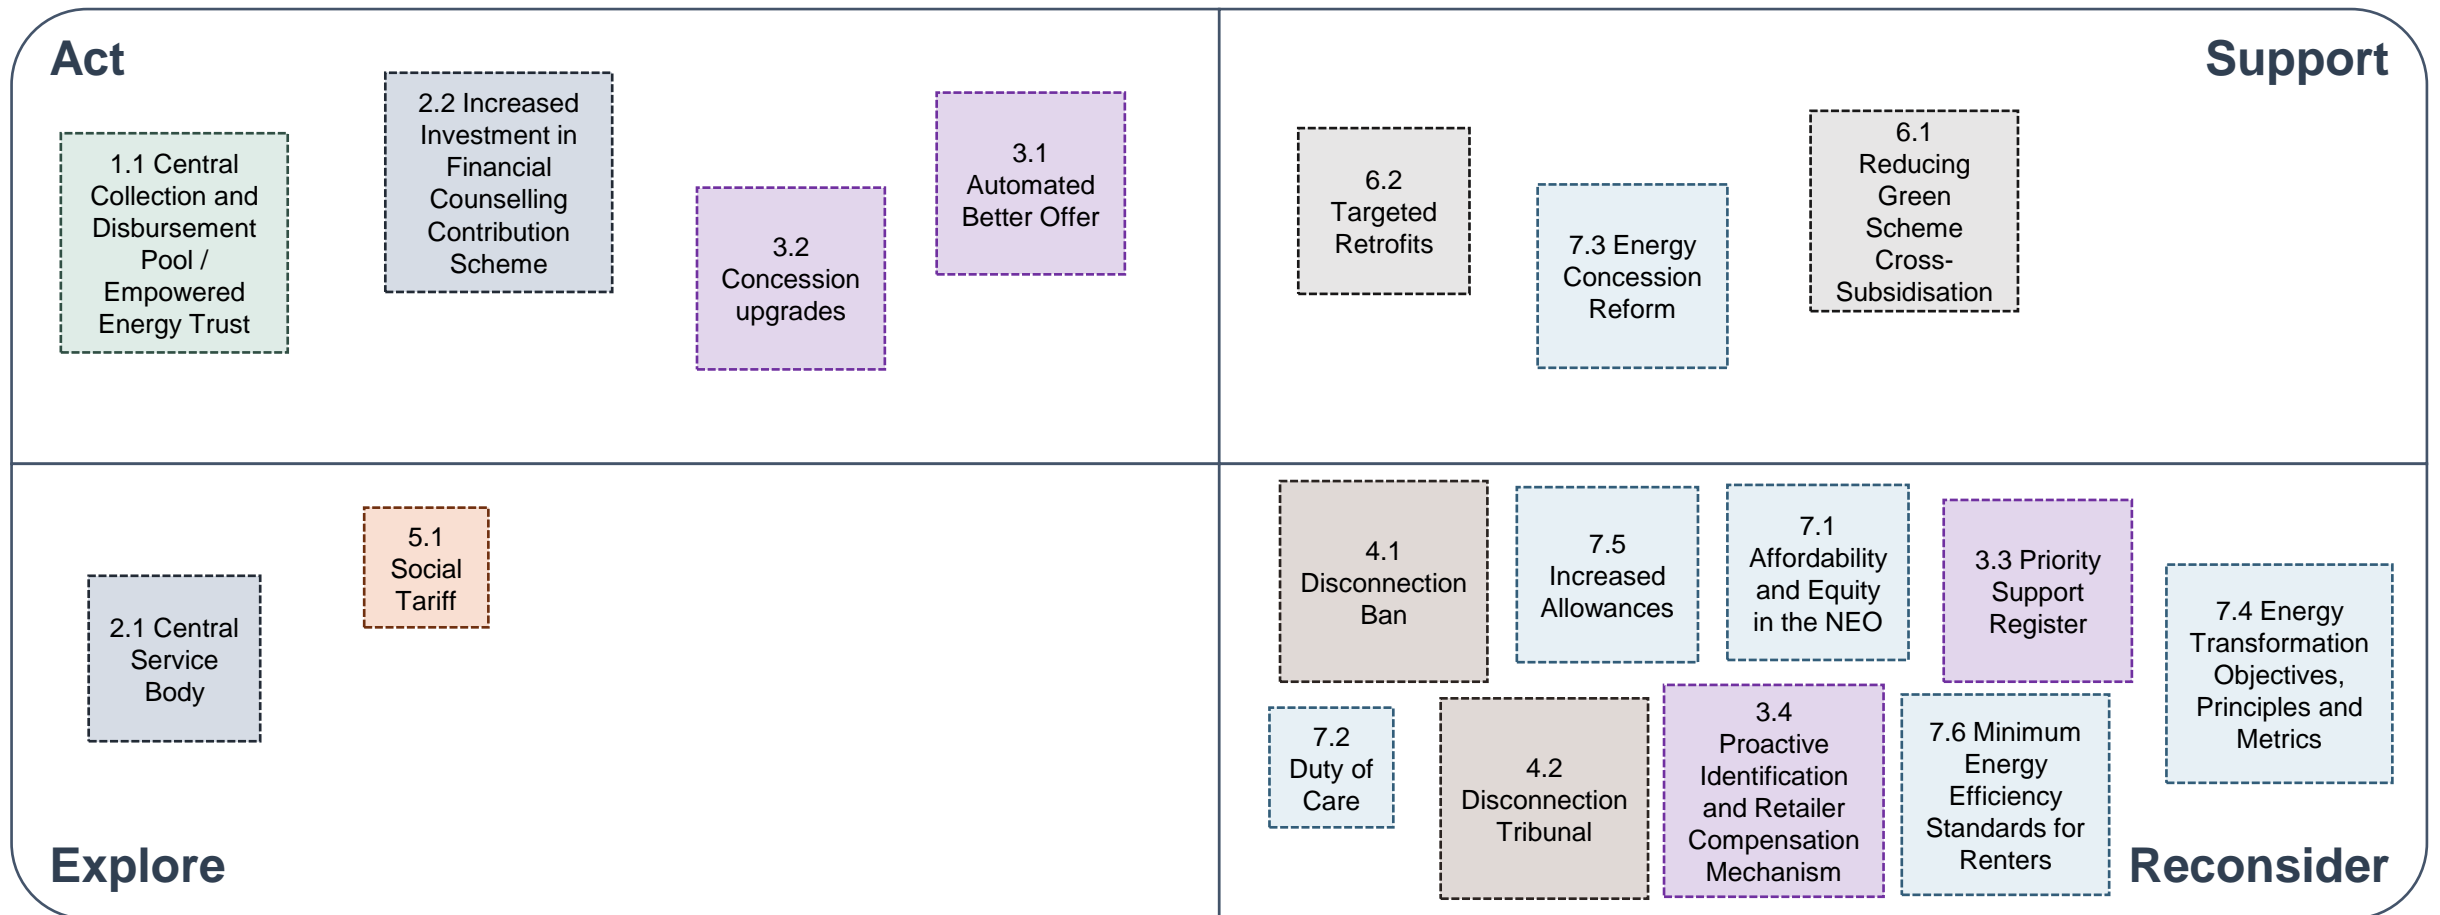 Act
1.1 Central
Collection and
Disbursement
Pool /
Empowered
Energy Trust
2.2 Increased
Investment in
Financial
Counselling
Contribution
Scheme
3.2
Concession
upgrades
3.1
Automated
Better Offer
Support
6.2
Targeted
Retrofits
7.3 Energy
Concession
Reform
6.1
Reducing
Green
Scheme
Cross-
Subsidisation
Explore
2.1 Central
Service
Body
5.1
Social
Tariff
Reconsider
4.1
Disconnection
Ban
7.5
Increased
Allowances
7.1
Affordability
and Equity
in the NEO
3.3 Priority
Support
Register
7.4 Energy
Transformation
Objectives,
Principles and
Metrics
7.2
Duty of
Care
4.2
Disconnection
Tribunal
3.4
Proactive
Identification
and Retailer
Compensation
Mechanism
7.6 Minimum
Energy
Efficiency
Standards for
Renters